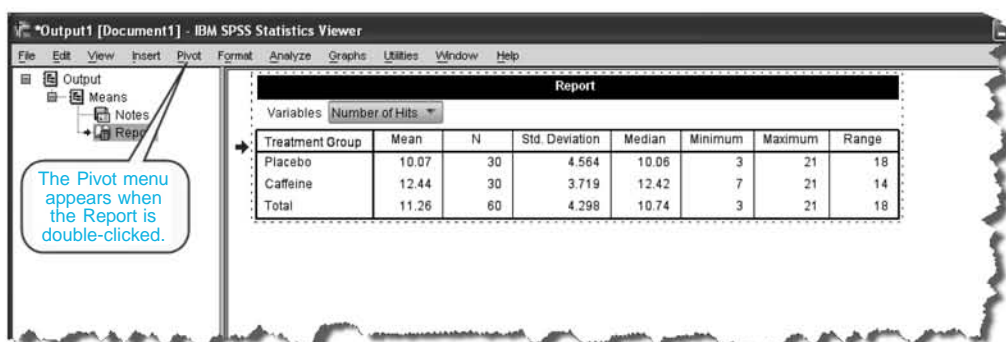 *Output1 [Document1] - IBM SPSS Statistics Viewer
File Edit View Insert Pivot Format Analyze Graphs Utilities Window Help
Output
Means
Notes
The Pivot menu
appears when
the Report is
double-clicked.
Report
Variables Number of Hits
Treatment Group Mean N Std. Deviation Median Minimum Maximum Range
Placebo 10.07 30 4.564 10.06 3 21 18
Caffeine 12.44 30 3.719 12.42 7 21 14
Total 11.26 60 4.298 10.74 3 21 18